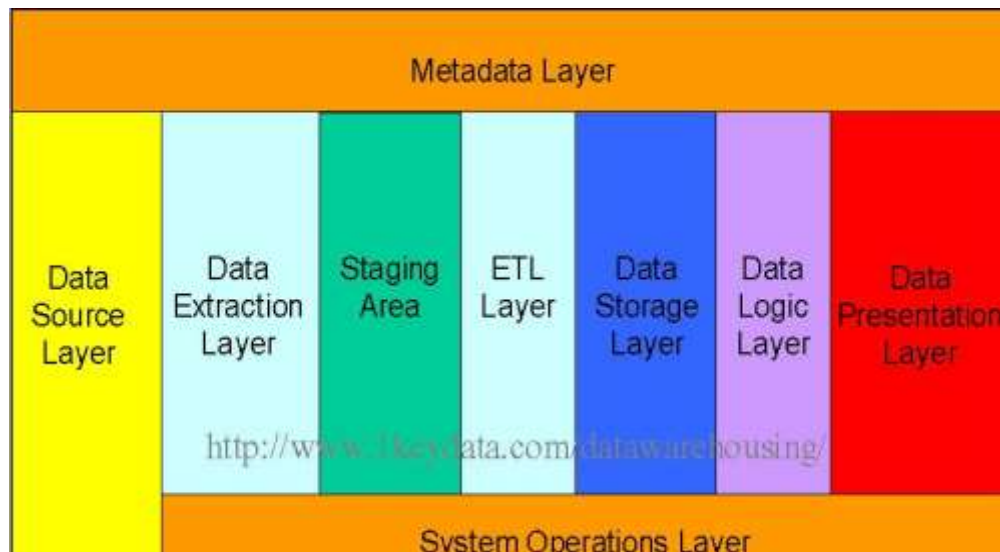 Metadata Layer
Data
Source
Layer
Data
Extraction
Layer
Staging
Area
ETL
Layer
Data
Storage
Layer
Data
Logic
Layer
Data
Presentation
Layer
http://www.1keydata.com/datawarehousing/
System Operations Layer